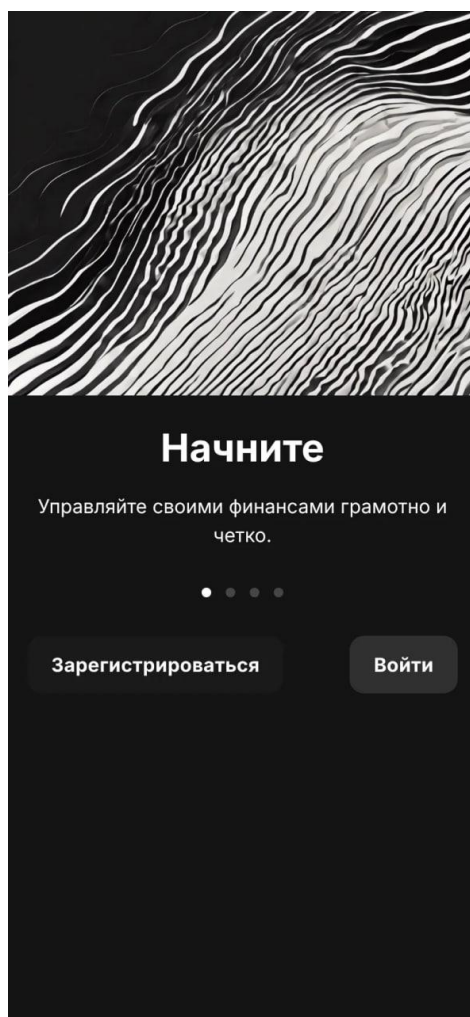 Начните
Управляйте своими финансами грамотно и
четко.
Зарегистрироваться
Войти